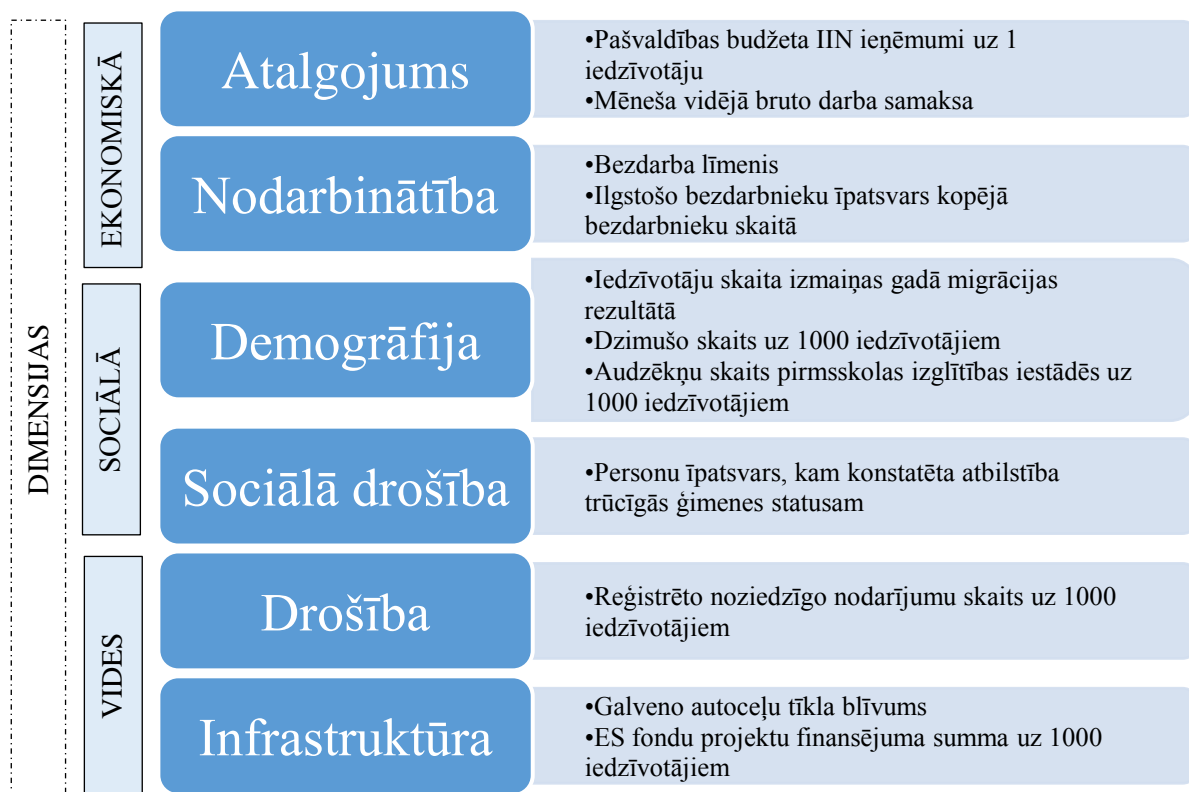 DIMENSIJAS
EKONOMISKĀ
Atalgojums
•Pašvaldības budžeta IIN ieņēmumi uz 1
iedzīvotāju
•Mēneša vidējā bruto darba samaksa
Nodarbinātība
•Bezdarba līmenis
•Ilgstošo bezdarbnieku īpatsvars kopējā
bezdarbnieku skaitā
SOCIĀLĀ
Demogrāfija
•Iedzīvotāju skaita izmaiņas gadā migrācijas
rezultātā
•Dzimušo skaits uz 1000 iedzīvotājiem
•Audzēkņu skaits pirmsskolas izglītības iestādēs uz
1000 iedzīvotājiem
Sociālā drošība
•Personu īpatsvars, kam konstatēta atbilstība
trūcīgās ģimenes statusam
VIDES
Drošība
•Reģistrēto noziedzīgo nodarījumu skaits uz 1000
iedzīvotājiem
Infrastruktūra
•Galveno autoceļu tīkla blīvums
•ES fondu projektu finansējuma summa uz 1000
iedzīvotājiem